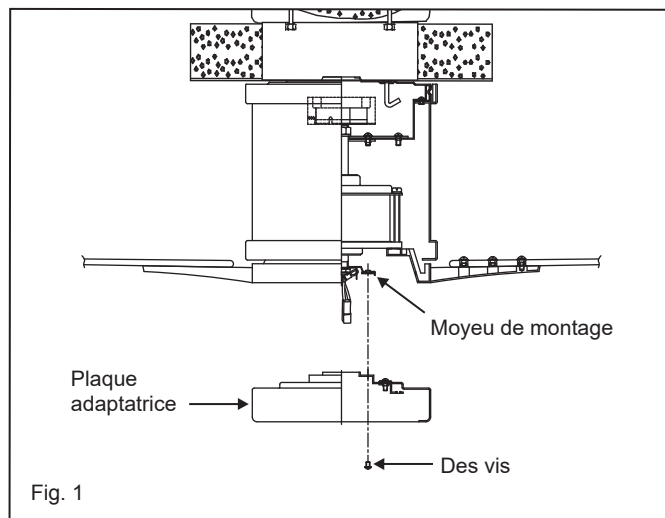 Moyeu de montage
Plaque
adaptatrice
Des vis
Fig. 1